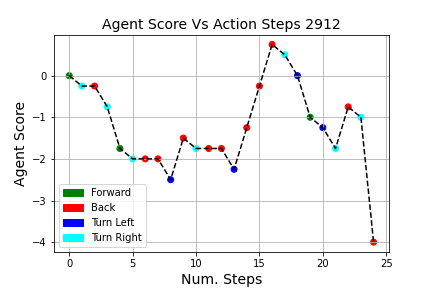 Agent Score Vs Action Steps 2912
Agent Score
0
−1
−2
−3
−4
Forward
Back
Turn Left
Turn Right
0 5 10 15 20 25
Num. Steps